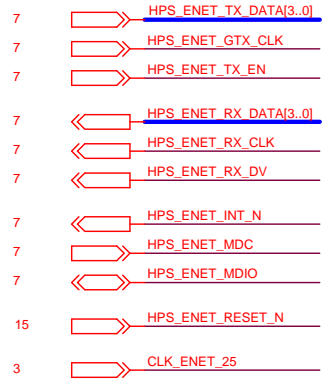 7 HPS_ENET_TX_DATA[3..0]
7 HPS_ENET_GTX_CLK
7 HPS_ENET_TX_EN
7 HPS_ENET_RX_DATA[3..0]
7 HPS_ENET_RX_CLK
7 HPS_ENET_RX_DV
7 HPS_ENET_INT_N
7 HPS_ENET_MDC
7 HPS_ENET_MDIO
15 HPS_ENET_RESET_N
3 CLK_ENET_25